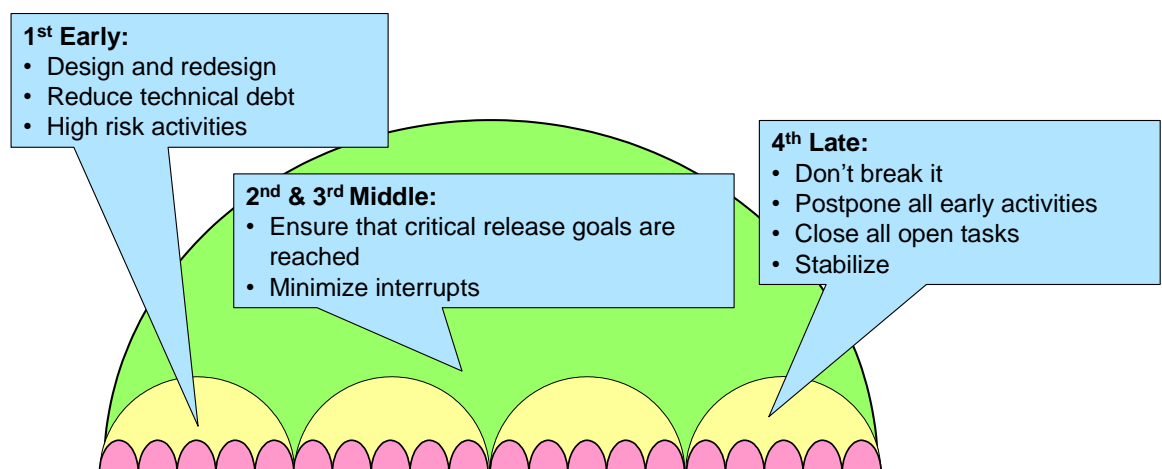 1st Early:
• Design and redesign
• Reduce technical debt
• High risk activities
2nd & 3rd Middle:
• Ensure that critical release goals are
reached
• Minimize interrupts
4th Late:
• Don’t break it
• Postpone all early activities
• Close all open tasks
• Stabilize